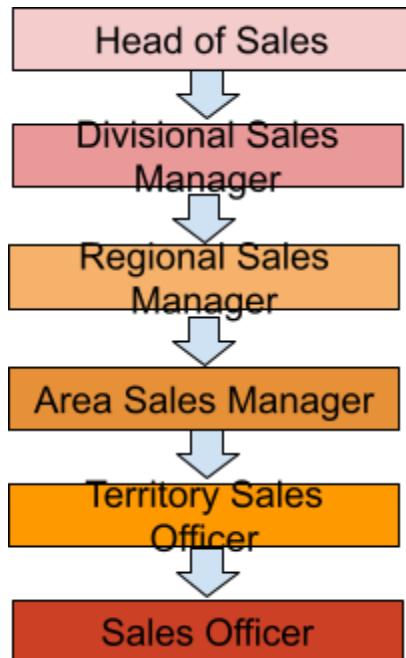 Head of Sales
Divisional Sales
Manager
Regional Sales
Manager
Area Sales Manager
Territory Sales
Officer
Sales Officer